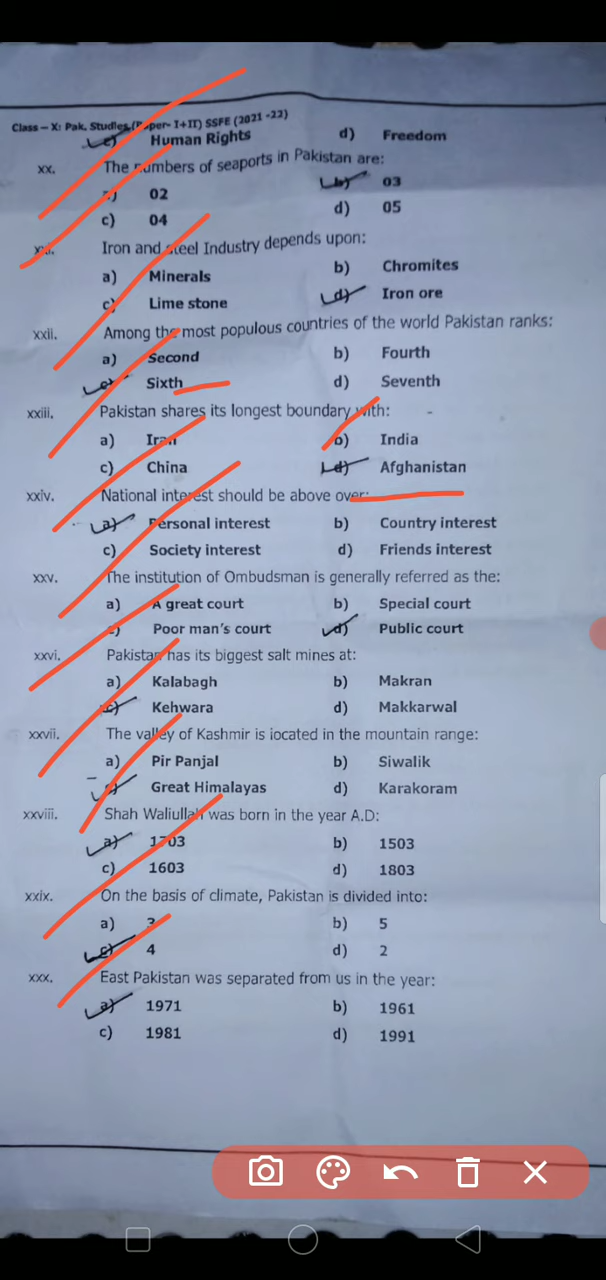 Class – X: Pak. Studies (Paper- I+II) SSFE (2021 -22)
c) Human Rights d) Freedom
xx. The numbers of seaports in Pakistan are:
a) 02 b) 03
c) 04 d) 05
xxi. Iron and steel Industry depends upon:
a) Minerals b) Chromites
c) Lime stone d) Iron ore
xxii. Among the most populous countries of the world Pakistan ranks:
a) Second b) Fourth
c) Sixth d) Seventh
xxiii. Pakistan shares its longest boundary with:
a) Iran b) India
c) China d) Afghanistan
xxiv. National interest should be above over:
a) Personal interest b) Country interest
c) Society interest d) Friends interest
xxv. The institution of Ombudsman is generally referred as the:
a) A great court b) Special court
c) Poor man's court d) Public court
xxvi. Pakistan has its biggest salt mines at:
a) Kalabagh b) Makran
c) Kehwara d) Makkarwal
xxvii. The valley of Kashmir is located in the mountain range:
a) Pir Panjal b) Siwalik
c) Great Himalayas d) Karakoram
xxviii. Shah Waliullah was born in the year A.D:
a) 1703 b) 1503
c) 1603 d) 1803
xxix. On the basis of climate, Pakistan is divided into:
a) 3 b) 5
c) 4 d) 2
xxx. East Pakistan was separated from us in the year:
a) 1971 b) 1961
c) 1981 d) 1991